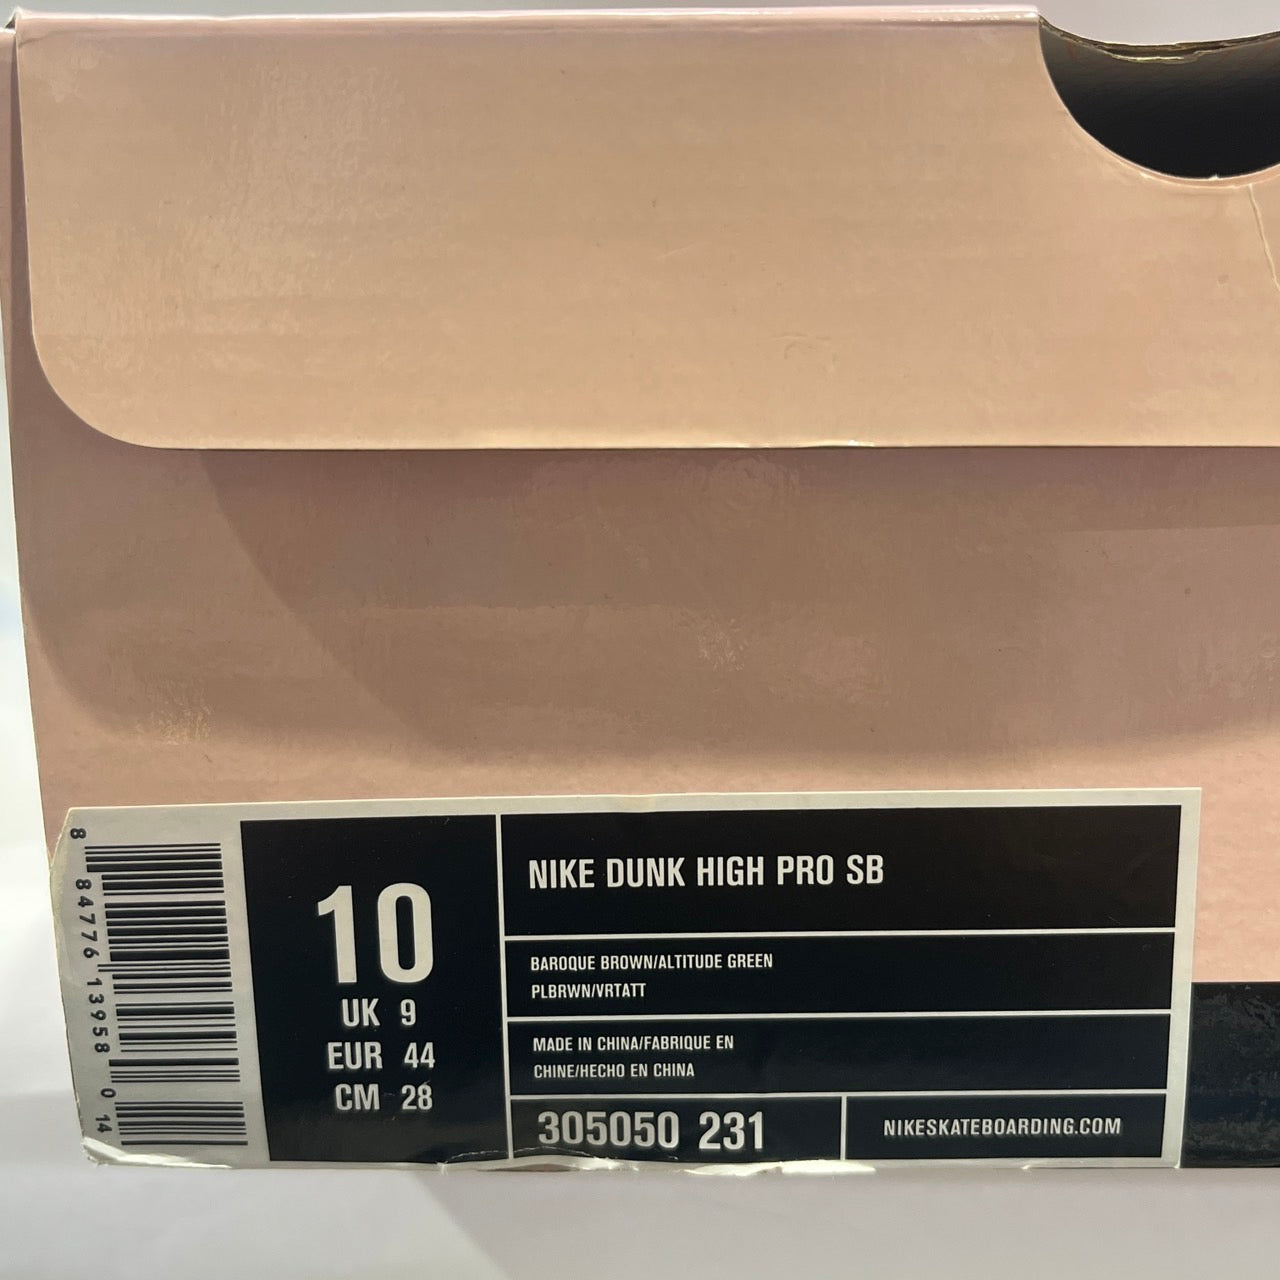 8 84776 13958 0 14
10
UK 9
EUR 44
CM 28
NIKE DUNK HIGH PRO SB
BAROQUE BROWN/ALTITUDE GREEN
PLBRWN/VRTATT
MADE IN CHINA/FABRIQUE EN
CHINE/HECHO EN CHINA
305050 231
NIKESKATEBOARDING.COM